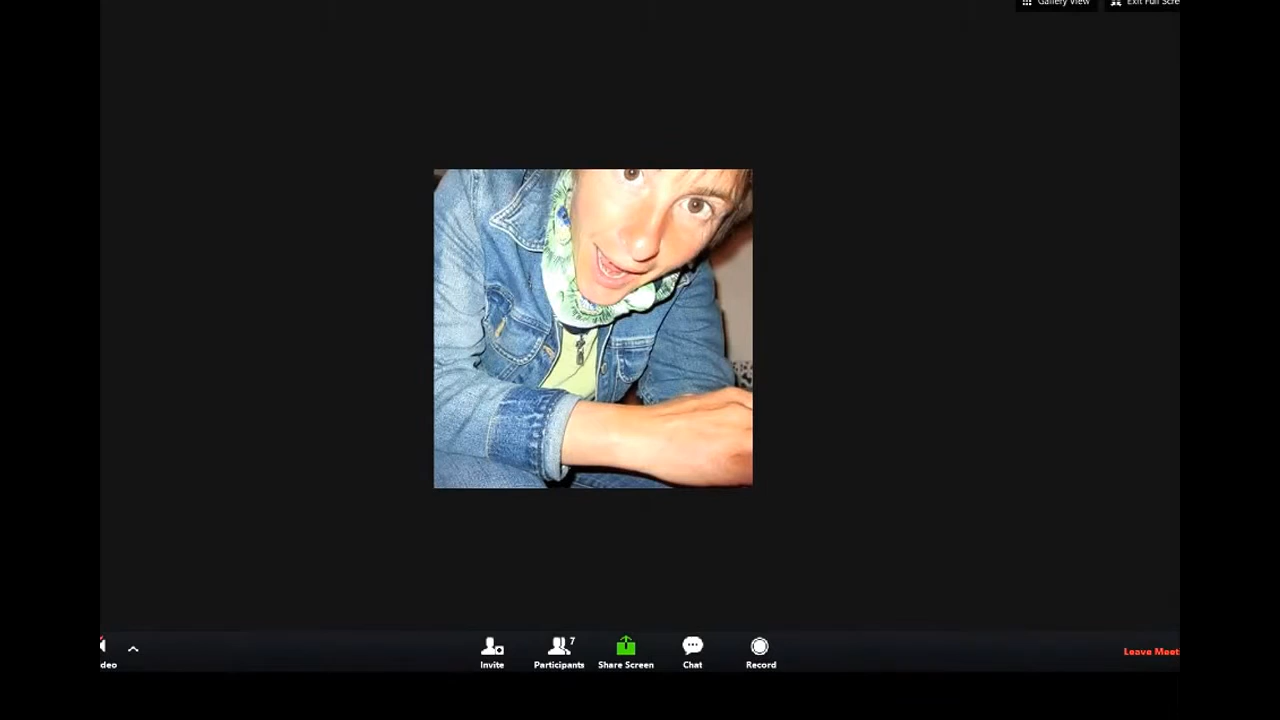 Gallery View
Exit Full Scre
deo
Invite
7
Participants
Share Screen
Chat
Record
Leave Meet